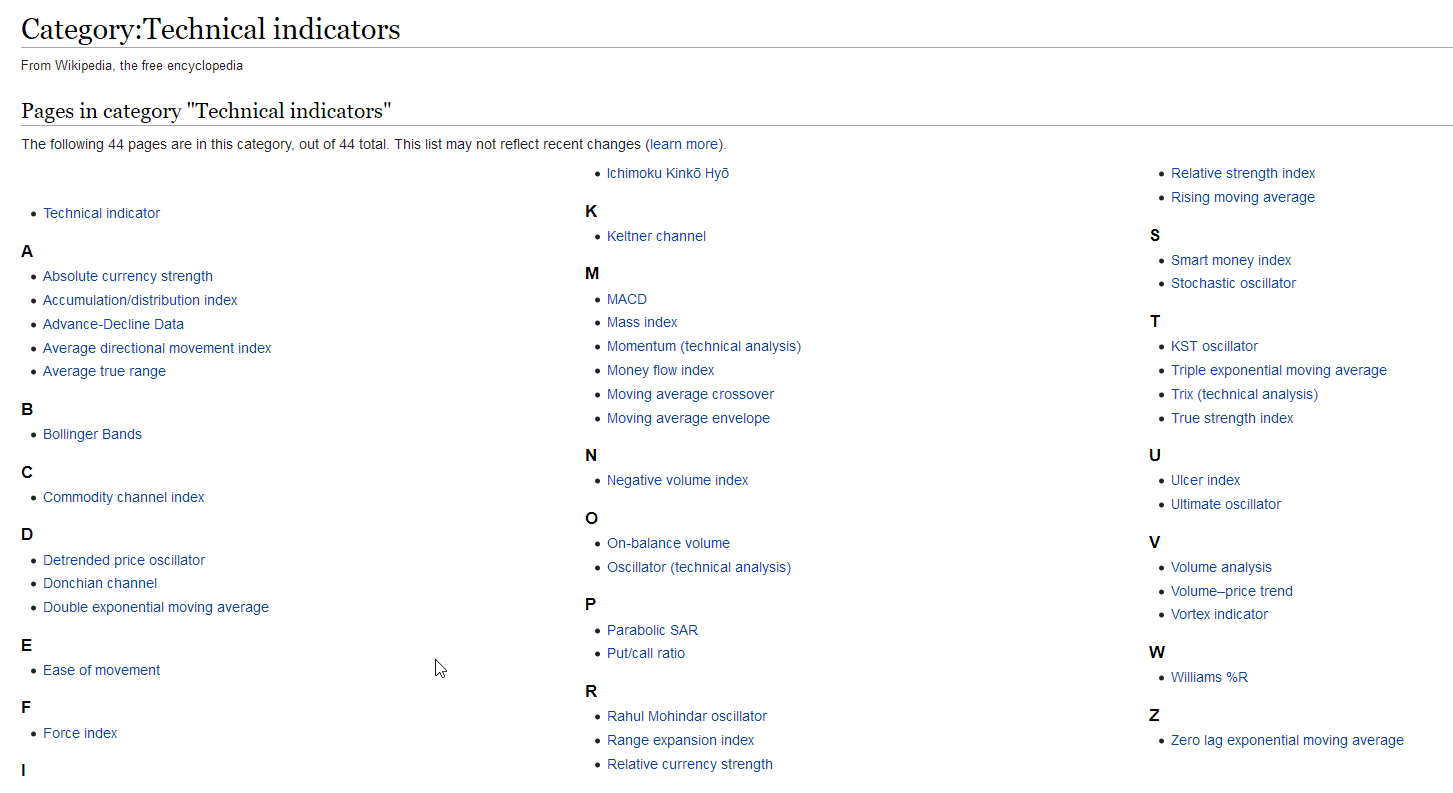 Category:Technical indicators
From Wikipedia, the free encyclopedia
Pages in category "Technical indicators"
The following 44 pages are in this category, out of 44 total. This list may not reflect recent changes (learn more).
Technical indicator
A
Absolute currency strength
Accumulation/distribution index
Advance-Decline Data
Average directional movement index
Average true range
B
Bollinger Bands
C
Commodity channel index
D
Detrended price oscillator
Donchian channel
Double exponential moving average
E
Ease of movement
F
Force index
I
Ichimoku Kinkō Hyō
K
Keltner channel
M
MACD
Mass index
Momentum (technical analysis)
Money flow index
Moving average crossover
Moving average envelope
N
Negative volume index
O
On-balance volume
Oscillator (technical analysis)
P
Parabolic SAR
Put/call ratio
R
Rahul Mohindar oscillator
Range expansion index
Relative currency strength
Relative strength index
Rising moving average
S
Smart money index
Stochastic oscillator
T
KST oscillator
Triple exponential moving average
Trix (technical analysis)
True strength index
U
Ulcer index
Ultimate oscillator
V
Volume analysis
Volume–price trend
Vortex indicator
W
Williams %R
Z
Zero lag exponential moving average